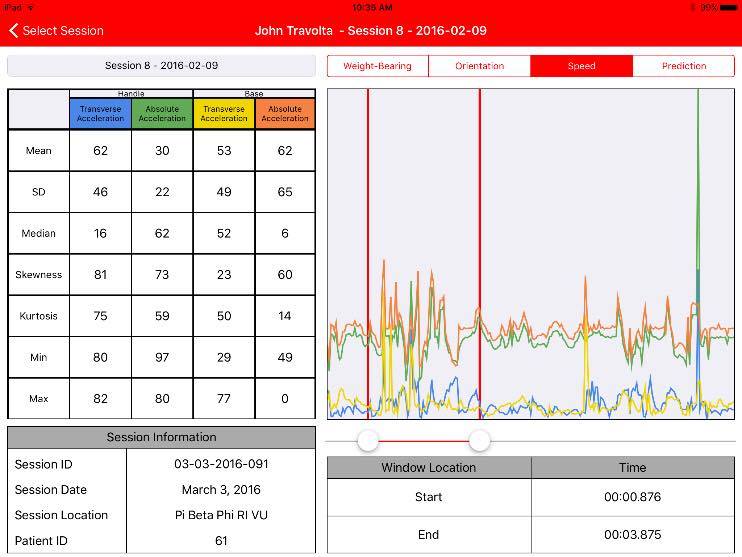 iPad 10:35 AM 99%
Select Session John Travolta - Session 8 - 2016-02-09
Session 8 - 2016-02-09
Weight-Bearing Orientation Speed Prediction
Handle Base
Transverse Acceleration Absolute Acceleration Transverse Acceleration Absolute Acceleration
Mean 62 30 53 62
SD 46 22 49 65
Median 16 62 52 6
Skewness 81 73 23 60
Kurtosis 75 59 50 14
Min 80 97 29 49
Max 82 80 77 0
Session Information
Session ID 03-03-2016-091
Session Date March 3, 2016
Session Location Pi Beta Phi RI VU
Patient ID 61
Window Location Time
Start 00:00.876
End 00:03.875